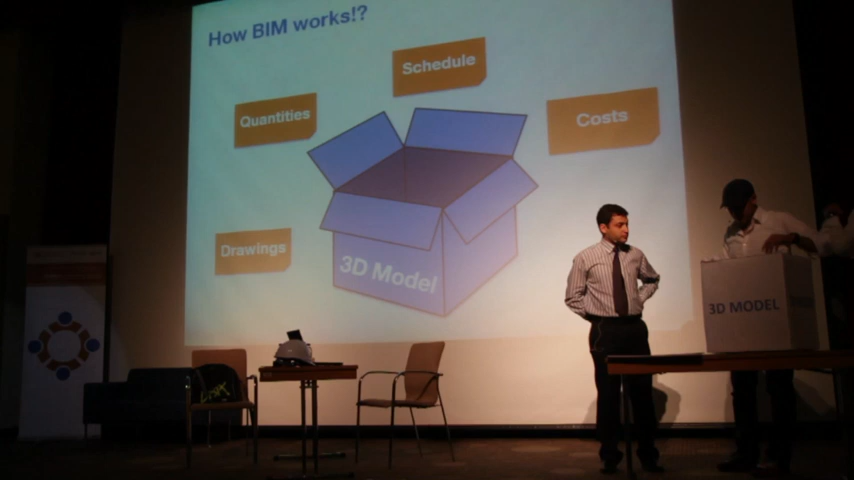 How BIM works!?
Schedule
Quantities
Costs
Drawings
3D Model
3D MODEL